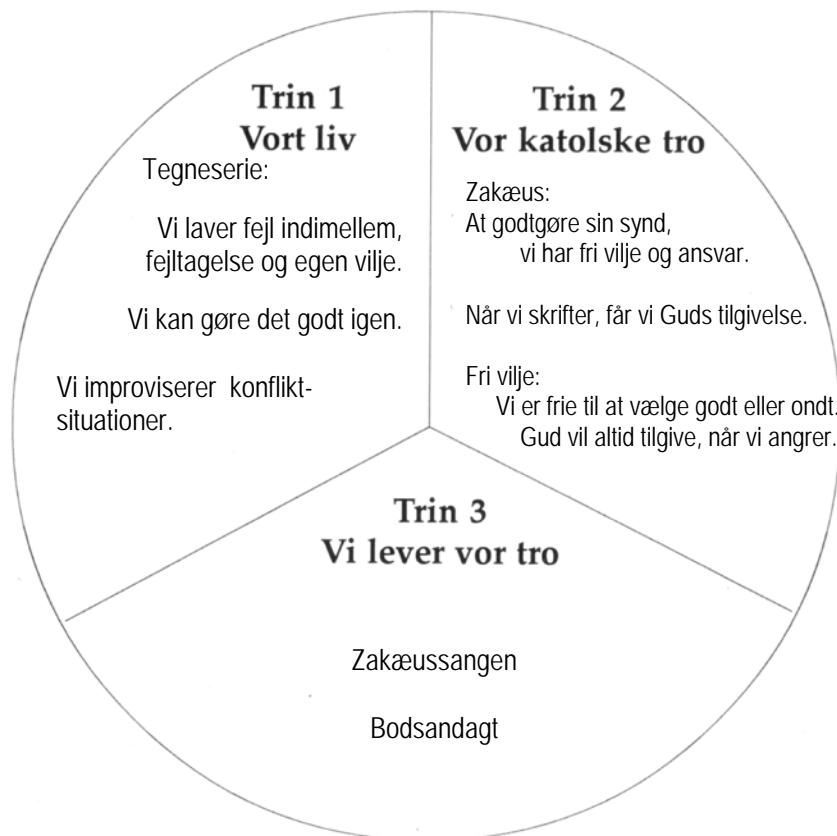 Trin 1
Vort liv
Tegneserie:
Vi laver fejl indimellem,
fejltagelse og egen vilje.
Vi kan gøre det godt igen.
Vi improviserer konflikt-
situationer.
Trin 2
Vor katolske tro
Zakæus:
At godtgøre sin synd,
vi har fri vilje og ansvar.
Når vi skrifter, får vi Guds tilgivelse.
Fri vilje:
Vi er frie til at vælge godt eller ondt.
Gud vil altid tilgive, når vi angrer.
Trin 3
Vi lever vor tro
Zakæussangen
Bodsandagt